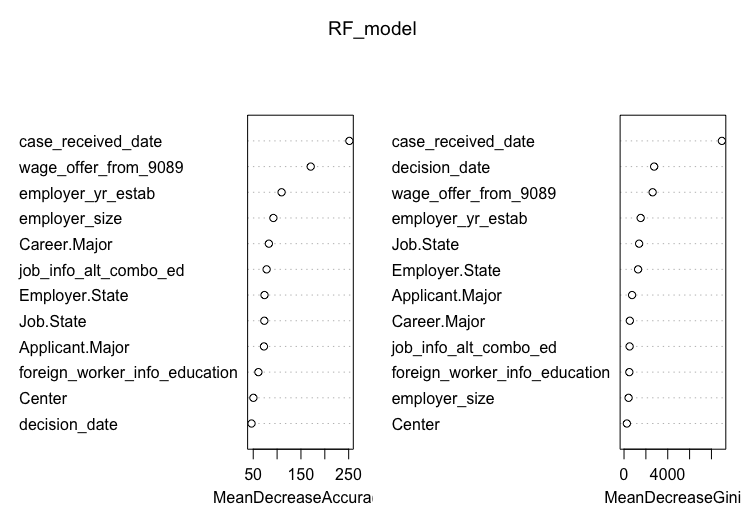 RF_model
case_received_date
wage_offer_from_9089
employer_yr_estab
employer_size
Career.Major
job_info_alt_combo_ed
Employer.State
Job.State
Applicant.Major
foreign_worker_info_education
Center
decision_date
50 150 250
MeanDecreaseAccura
case_received_date
decision_date
wage_offer_from_9089
employer_yr_estab
Job.State
Employer.State
Applicant.Major
Career.Major
job_info_alt_combo_ed
foreign_worker_info_education
employer_size
Center
0 4000
MeanDecreaseGini